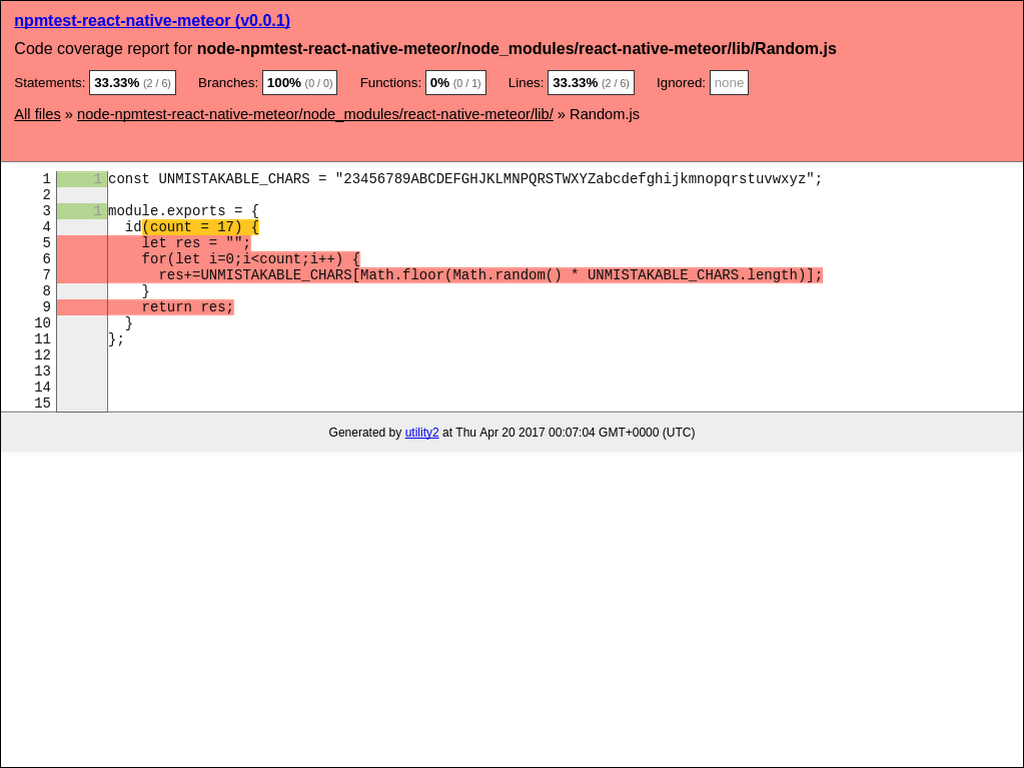 npmtest-react-native-meteor (v0.0.1)
Code coverage report for node-npmtest-react-native-meteor/node_modules/react-native-meteor/lib/Random.js
Statements: 33.33% (2 / 6) Branches: 100% (0 / 0) Functions: 0% (0 / 1) Lines: 33.33% (2 / 6) Ignored: none
All files » node-npmtest-react-native-meteor/node_modules/react-native-meteor/lib/ » Random.js
1 1 const UNMISTAKABLE_CHARS = "23456789ABCDEFGHJKLMNPQRSTWXYZabcdefghijkmnopqrstuvwxyz";
2
3 1 module.exports = {
4 id(count = 17) {
5 let res = "";
6 for(let i=0;i<count;i++) {
7 res+=UNMISTAKABLE_CHARS[Math.floor(Math.random() * UNMISTAKABLE_CHARS.length)];
8 }
9 return res;
10 }
11 };
12
13
14
15
Generated by utility2 at Thu Apr 20 2017 00:07:04 GMT+0000 (UTC)